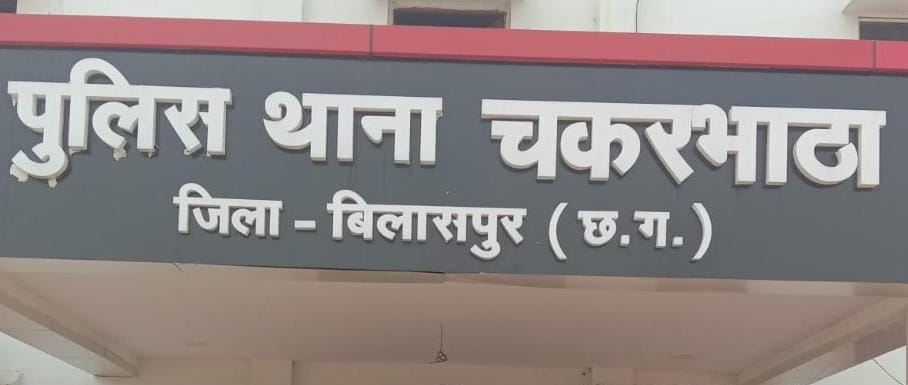 पुलिस थाना चकरभाठा
जिला - बिलासपुर ( छ.ग. )